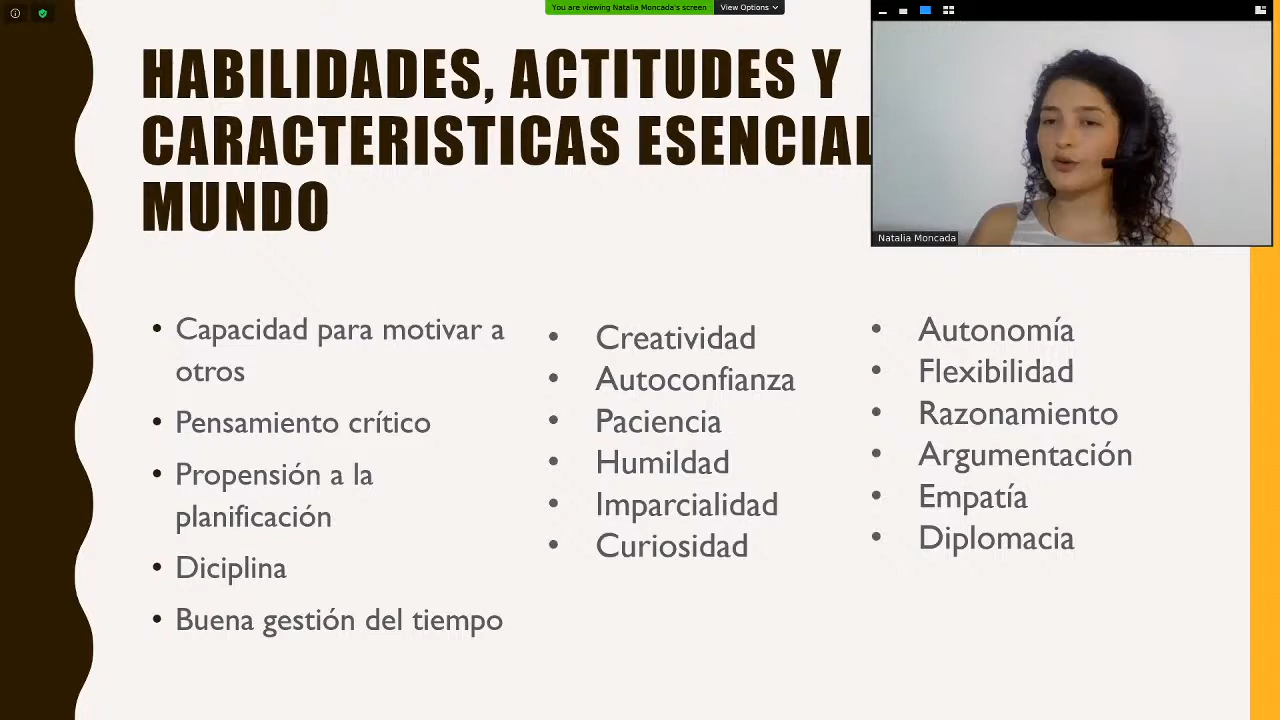 You are viewing Natalia Moncada's screen
View Options
HABILIDADES, ACTITUDES Y
CARACTERISTICAS
MUNDO
Natalia Moncada
• Capacidad para motivar a
otros
• Pensamiento crítico
• Propensión a la
planificación
• Diciplina
• Buena gestión del tiempo
• Creatividad
• Autoconfianza
• Paciencia
• Humildad
• Imparcialidad
• Curiosidad
• Autonomía
• Flexibilidad
• Razonamiento
• Argumentación
• Empatía
• Diplomacia